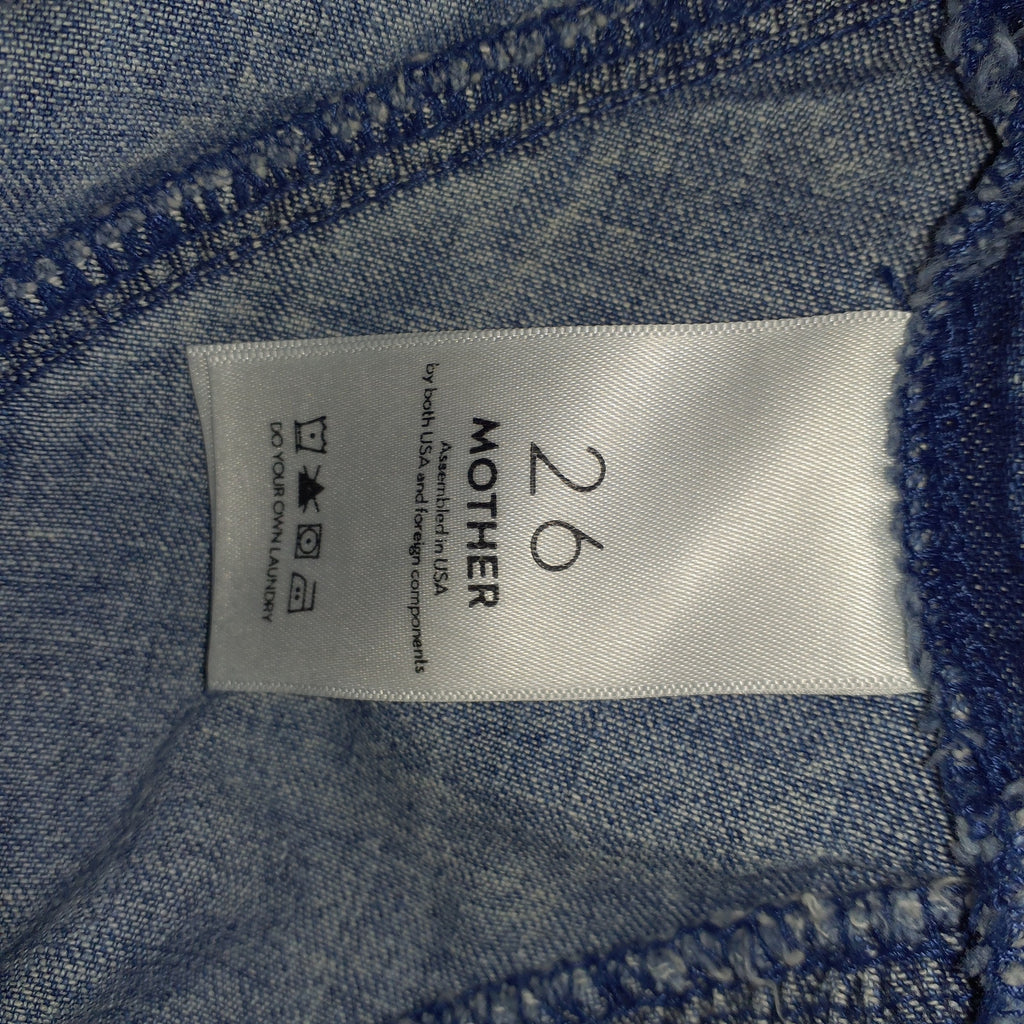 26
MOTHER
Assembled in USA
by both USA and foreign components
DO YOUR OWN LAUNDRY